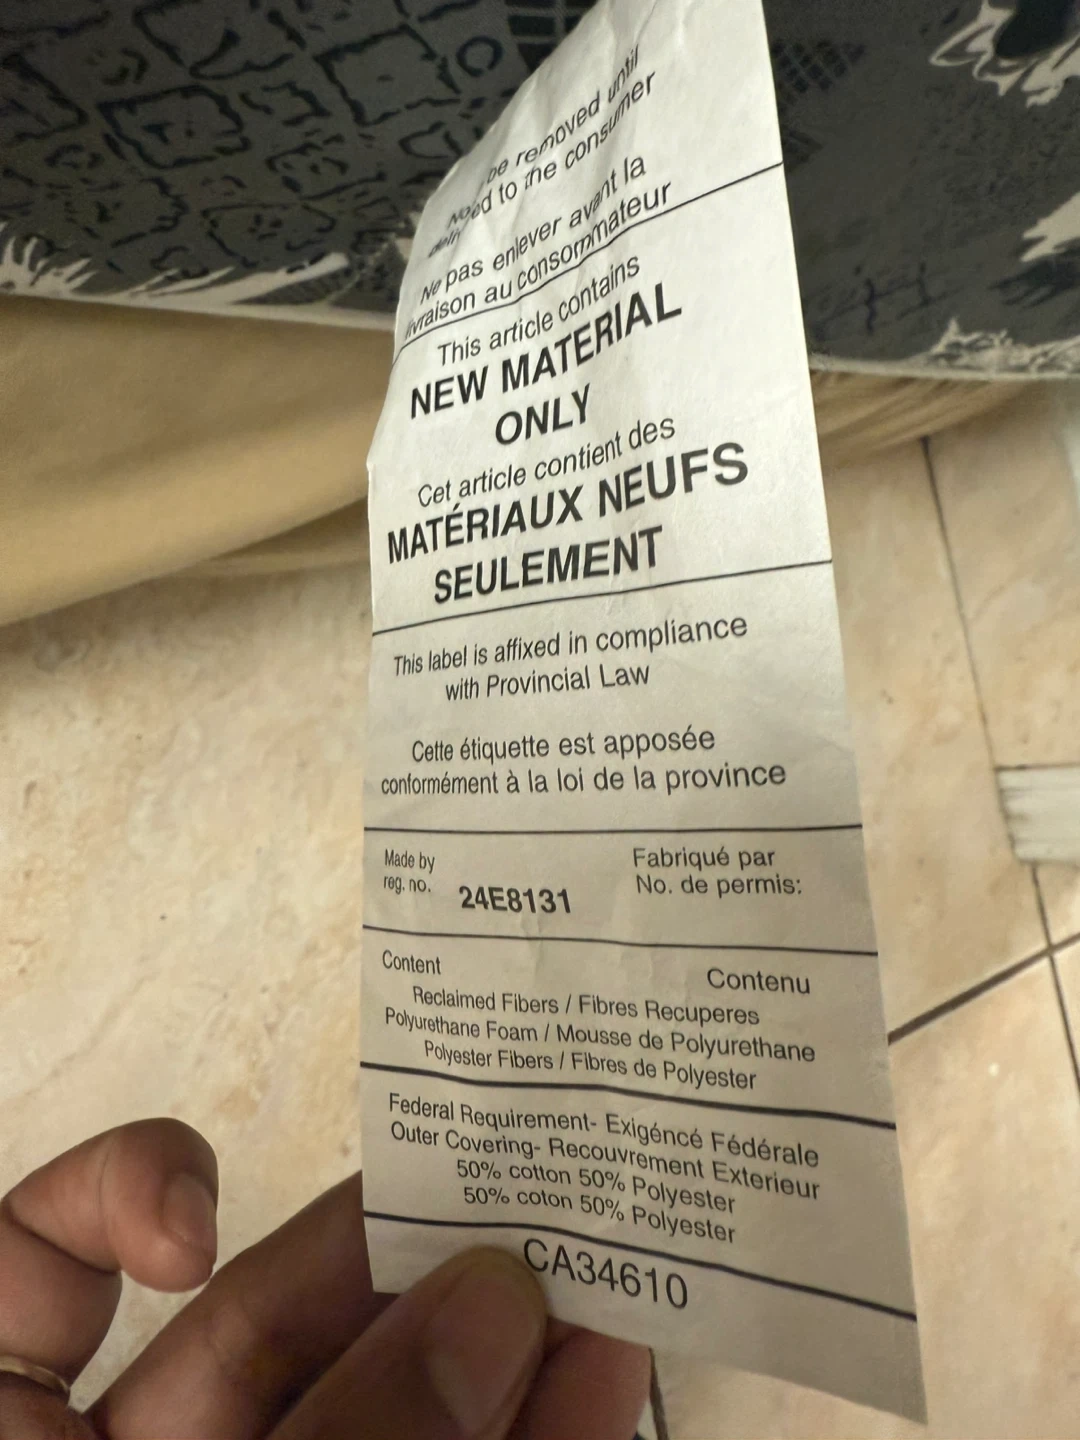 be removed until
to the consumer
Ne pas enlever avant la
livraison au consommateur
This article contains
NEW MATERIAL
ONLY
Cet article contient des
MATÉRIAUX NEUFS
SEULEMENT
This label is affixed in compliance
with Provincial Law
Cette étiquette est apposée
conformément à la loi de la province
Made by Fabriqué par
reg. no. 24E8131 No. de permis:
Content Contenu
Reclaimed Fibers / Fibres Recuperes
Polyurethane Foam / Mousse de Polyurethane
Polyester Fibers / Fibres de Polyester
Federal Requirement- Exigéncé Fédérale
Outer Covering- Recouvrement Exterieur
50% cotton 50% Polyester
50% coton 50% Polyester
CA34610